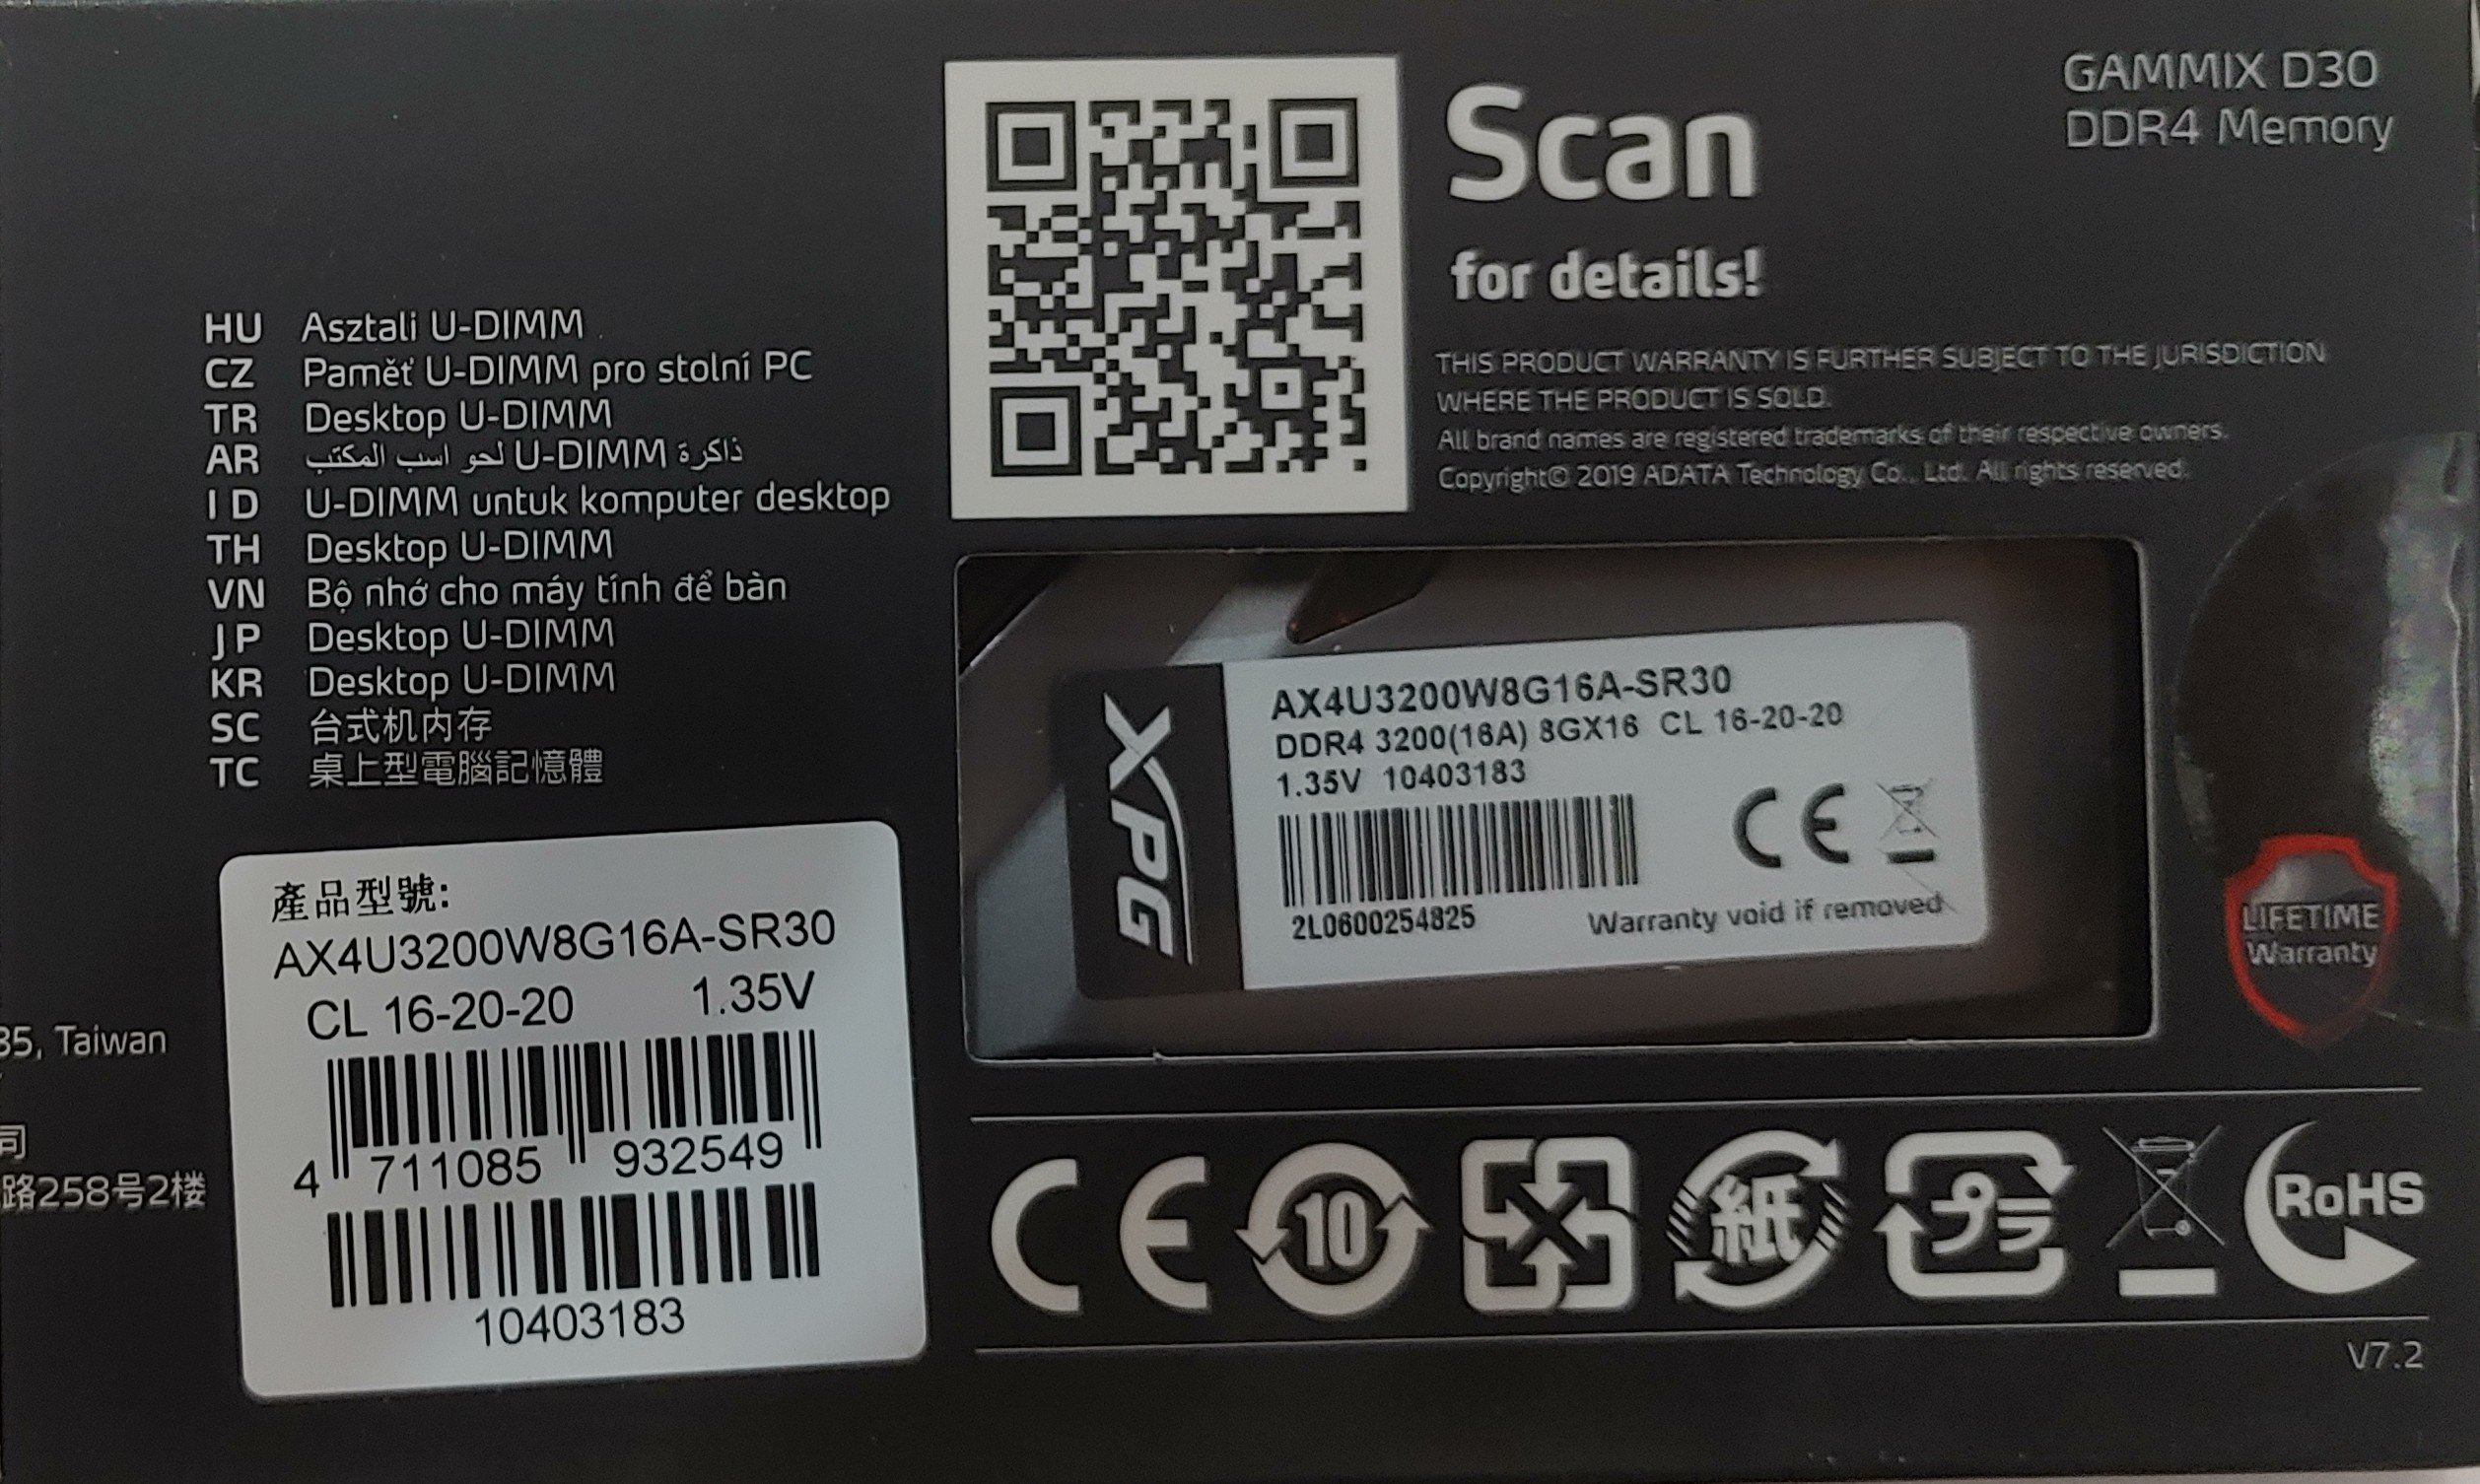 GAMMIX D30
DDR4 Memory
Scan
for details!
THIS PRODUCT WARRANTY IS FURTHER SUBJECT TO THE JURISDICTION
WHERE THE PRODUCT IS SOLD.
All brand names are registered trademarks of their respective owners.
Copyright© 2019 ADATA Technology Co., Ltd. All rights reserved.
HU Asztali U-DIMM
CZ Paměť U-DIMM pro stolní PC
TR Desktop U-DIMM
AR ذاكرة U-DIMM لحو اسب المكتب
ID U-DIMM untuk komputer desktop
TH Desktop U-DIMM
VN Bộ nhớ cho máy tính để bàn
JP Desktop U-DIMM
KR Desktop U-DIMM
SC 台式机内存
TC 桌上型電腦記憶體
XPG
AX4U3200W8G16A-SR30
DDR4 3200(16A) 8GX16 CL 16-20-20
1.35V 10403183
CE
2L0600254825 Warranty void if removed
LIFETIME
Warranty
產品型號:
AX4U3200W8G16A-SR30
CL 16-20-20 1.35V
4 711085 932549
10403183
35, Taiwan
司
路258号2楼
CE 10 紙 プラ RoHS
V7.2